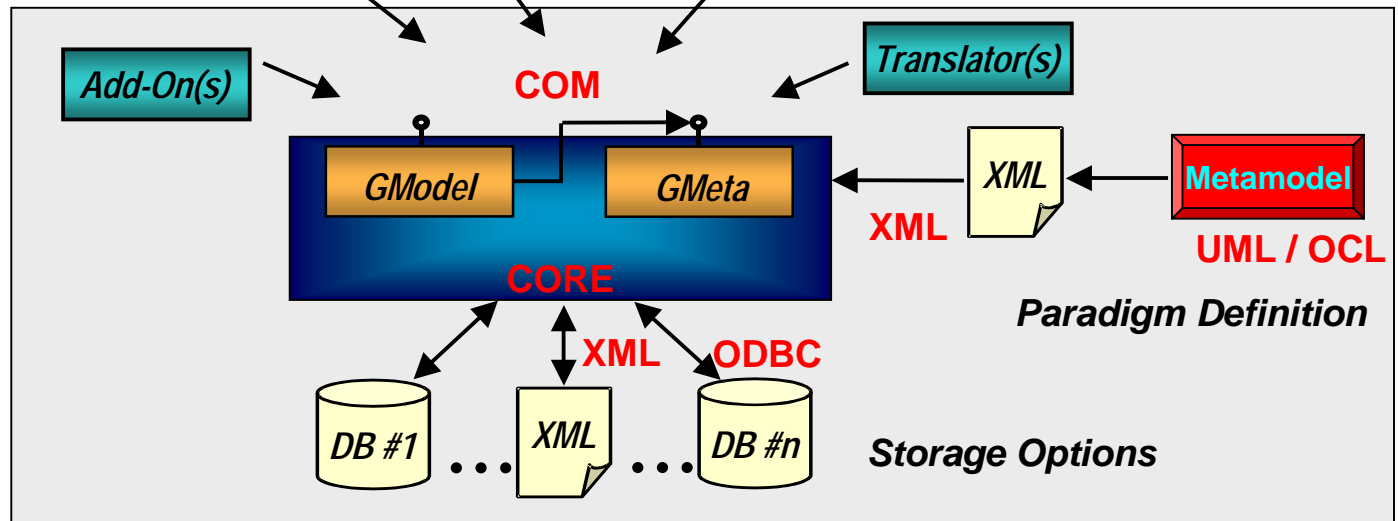 Add-On(s)
COM
Translator(s)
GModel
GMeta
XML
XML
Metamodel
UML / OCL
CORE
Paradigm Definition
XML
ODBC
DB #1
XML
DB #n
Storage Options